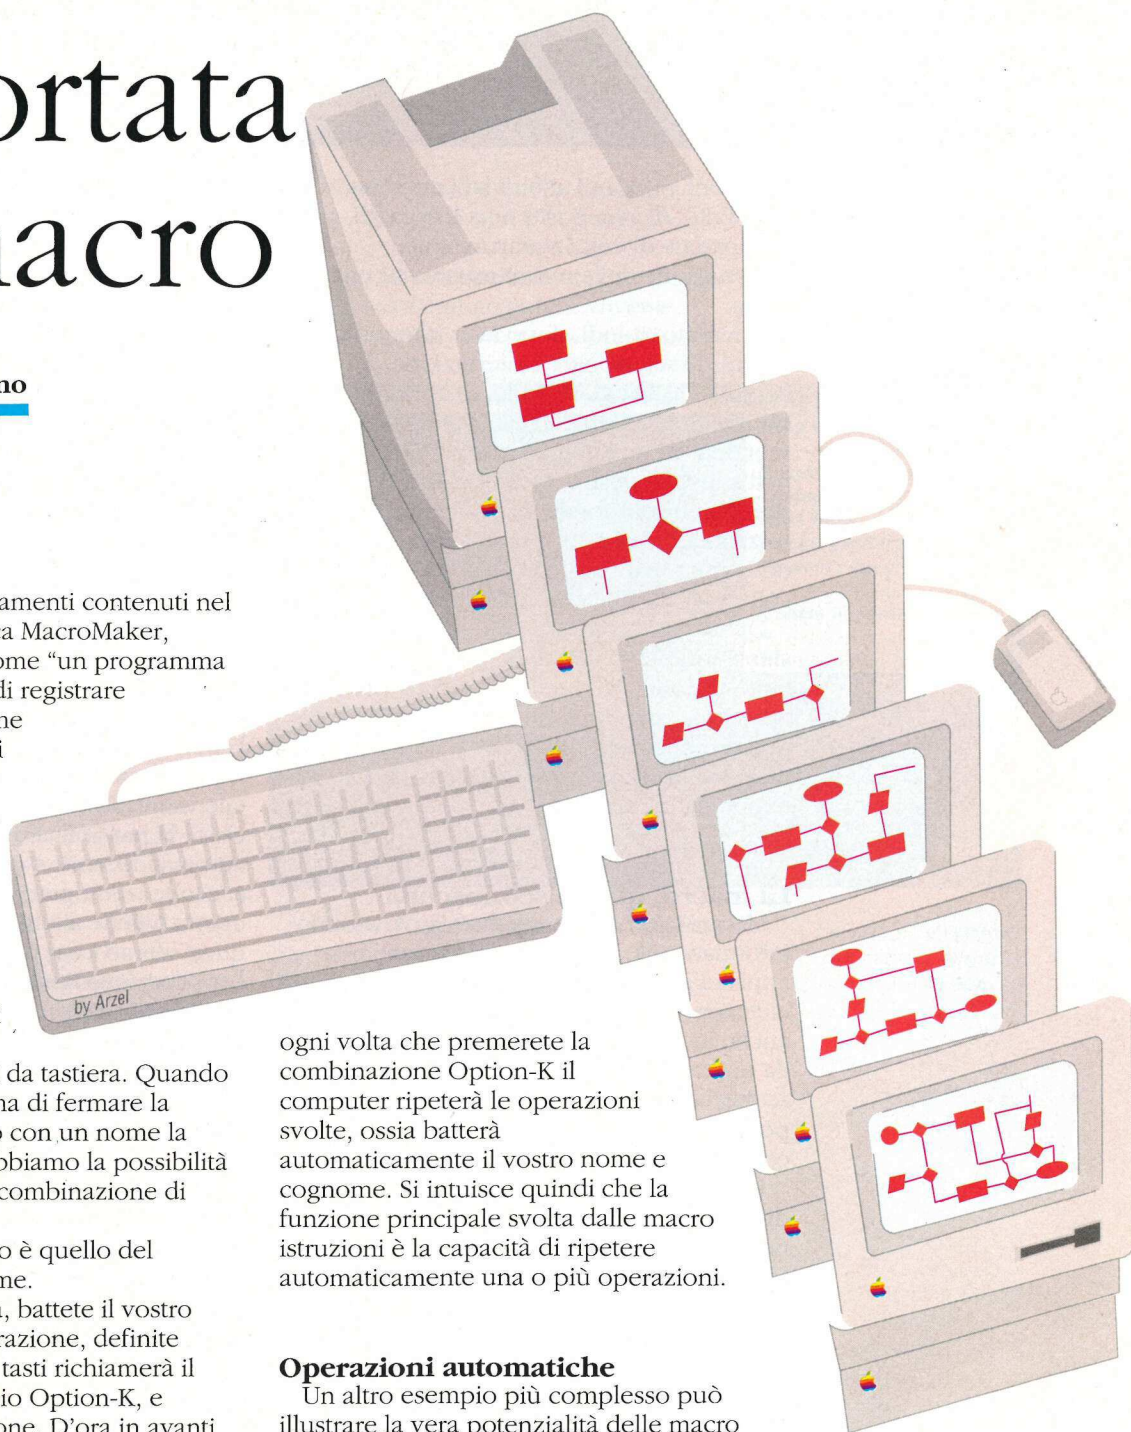 ortata
acro
no
amenti contenuti nel
a MacroMaker,
ome “un programma
di registrare
ne
i
by Arzel
da tastiera. Quando
na di fermare la
o con un nome la
bbiamo la possibilità
combinazione di
o è quello del
me.
a, battete il vostro
razione, definite
tasti richiamerà il
io Option-K, e
one. D'ora in avanti
ogni volta che premerete la
combinazione Option-K il
computer ripeterà le operazioni
svolte, ossia batterà
automaticamente il vostro nome e
cognome. Si intuisce quindi che la
funzione principale svolta dalle macro
istruzioni è la capacità di ripetere
automaticamente una o più operazioni.
Operazioni automatiche
Un altro esempio più complesso può
illustrare la vera potenzialità delle macro